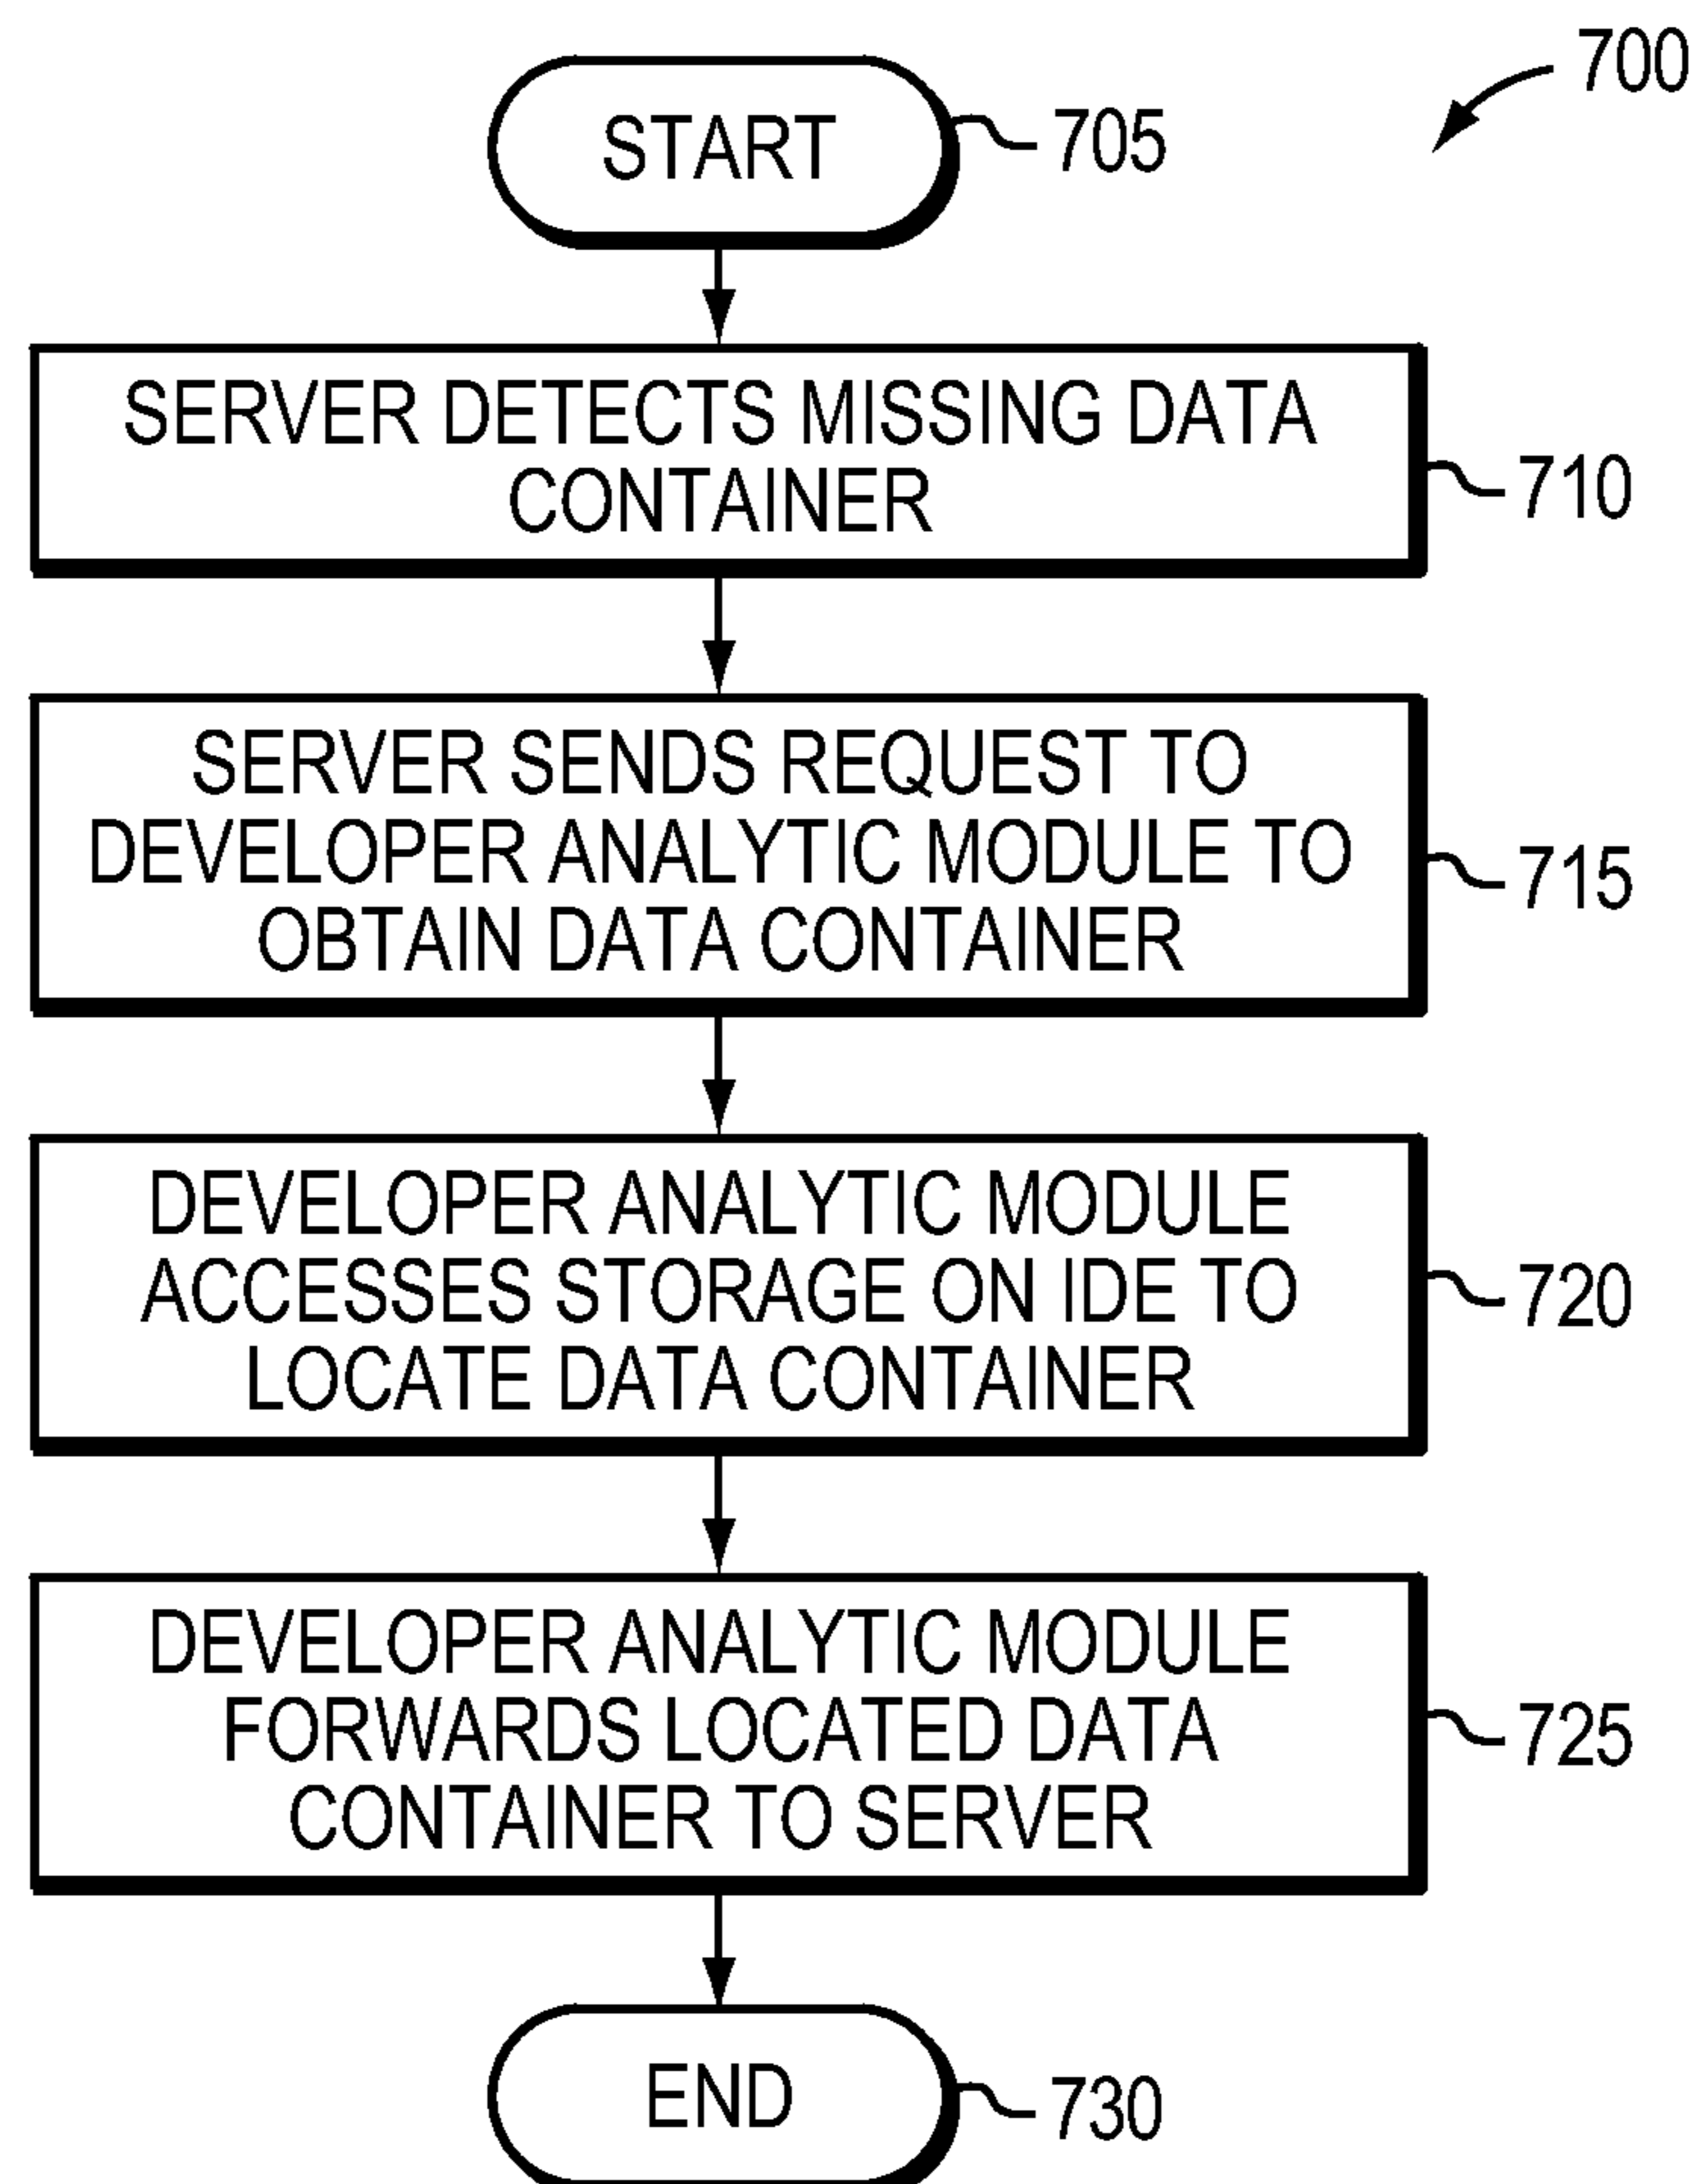 700
START
705
SERVER DETECTS MISSING DATA
CONTAINER
710
SERVER SENDS REQUEST TO
DEVELOPER ANALYTIC MODULE TO
OBTAIN DATA CONTAINER
715
DEVELOPER ANALYTIC MODULE
ACCESSES STORAGE ON IDE TO
LOCATE DATA CONTAINER
720
DEVELOPER ANALYTIC MODULE
FORWARDS LOCATED DATA
CONTAINER TO SERVER
725
END
730